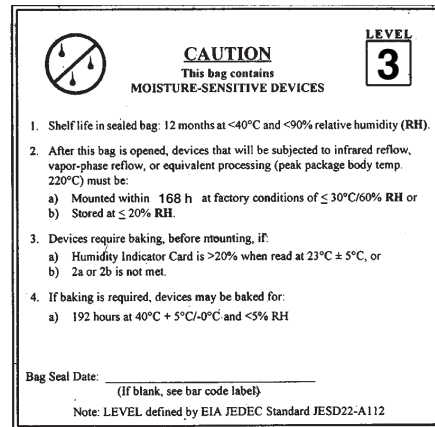 LEVEL
3
CAUTION
This bag contains
MOISTURE-SENSITIVE DEVICES
1. Shelf life in sealed bag: 12 months at <40°C and <90% relative humidity (RH).
2. After this bag is opened, devices that will be subjected to infrared reflow,
vapor-phase reflow, or equivalent processing (peak package body temp.
220°C) must be:
a) Mounted within 168 h at factory conditions of ≤ 30°C/60% RH or
b) Stored at ≤ 20% RH.
3. Devices require baking, before mounting, if:
a) Humidity Indicator Card is >20% when read at 23°C ± 5°C, or
b) 2a or 2b is not met.
4. If baking is required, devices may be baked for:
a) 192 hours at 40°C + 5°C/-0°C and <5% RH
Bag Seal Date: ____________________
(If blank, see bar code label)
Note: LEVEL defined by EIA JEDEC Standard JESD22-A112